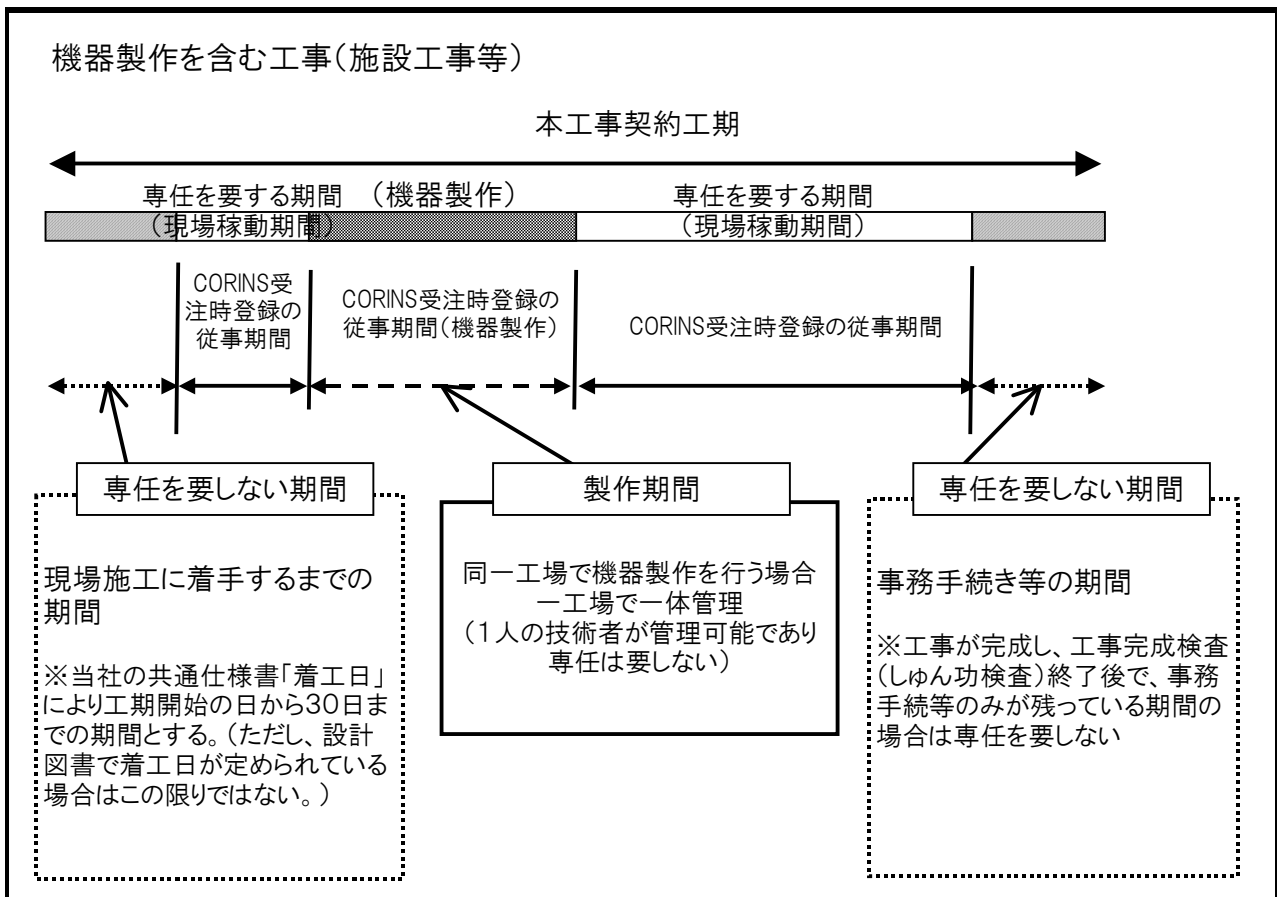 機器製作を含む工事（施設工事等）
本工事契約工期
専任を要する期間
（機器製作）
専任を要する期間
（現場稼動期間）
（現場稼動期間）
CORINS受
注時登録の
従事期間
CORINS受注時登録の
従事期間（機器製作）
CORINS受注時登録の従事期間
専任を要しない期間
現場施工に着手するまでの
期間
※当社の共通仕様書「着工日」
により工期開始の日から30日ま
での期間とする。（ただし、設計
図書で着工日が定められている
場合はこの限りではない。）
製作期間
同一工場で機器製作を行う場合
一工場で一体管理
（１人の技術者が管理可能であり
専任は要しない）
専任を要しない期間
事務手続き等の期間
※工事が完成し、工事完成検査
（しゅん功検査）終了後で、事務
手続等のみが残っている期間の
場合は専任を要しない